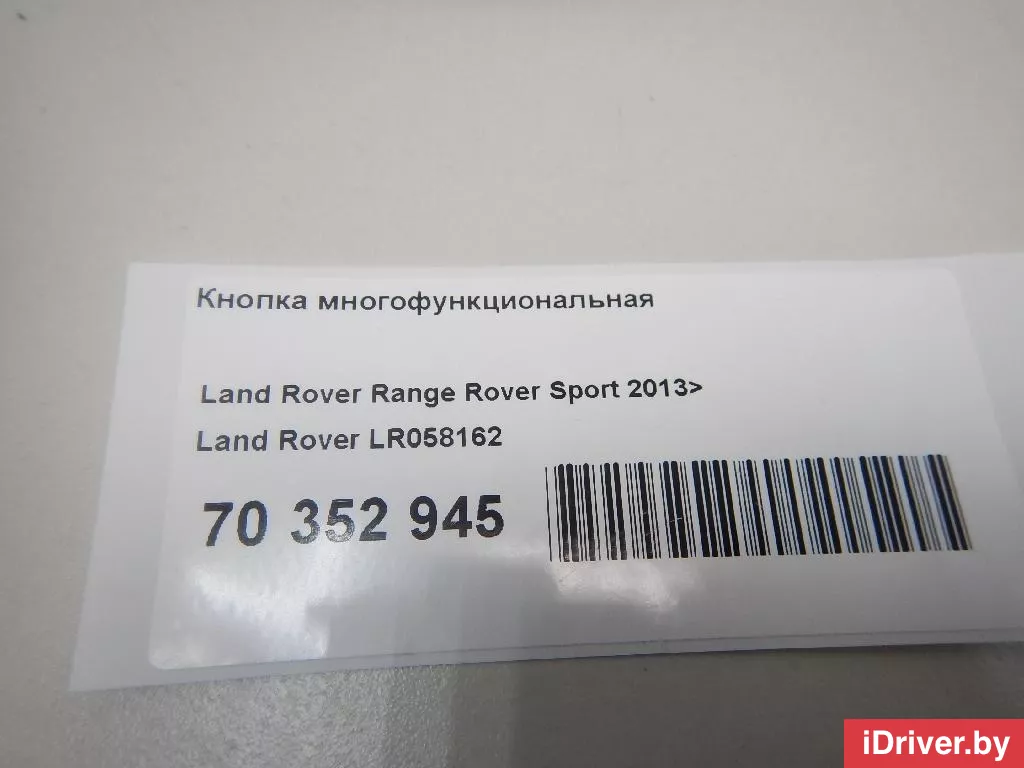 Кнопка многофункциональная
Land Rover Range Rover Sport 2013>
Land Rover LR058162
70 352 945
iDriver.by